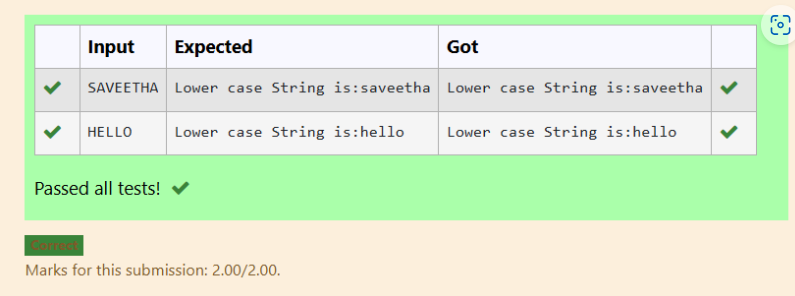 Input Expected Got
SAVEETHA Lower case String is:saveetha Lower case String is:saveetha
HELLO Lower case String is:hello Lower case String is:hello
Passed all tests!
Correct
Marks for this submission: 2.00/2.00.